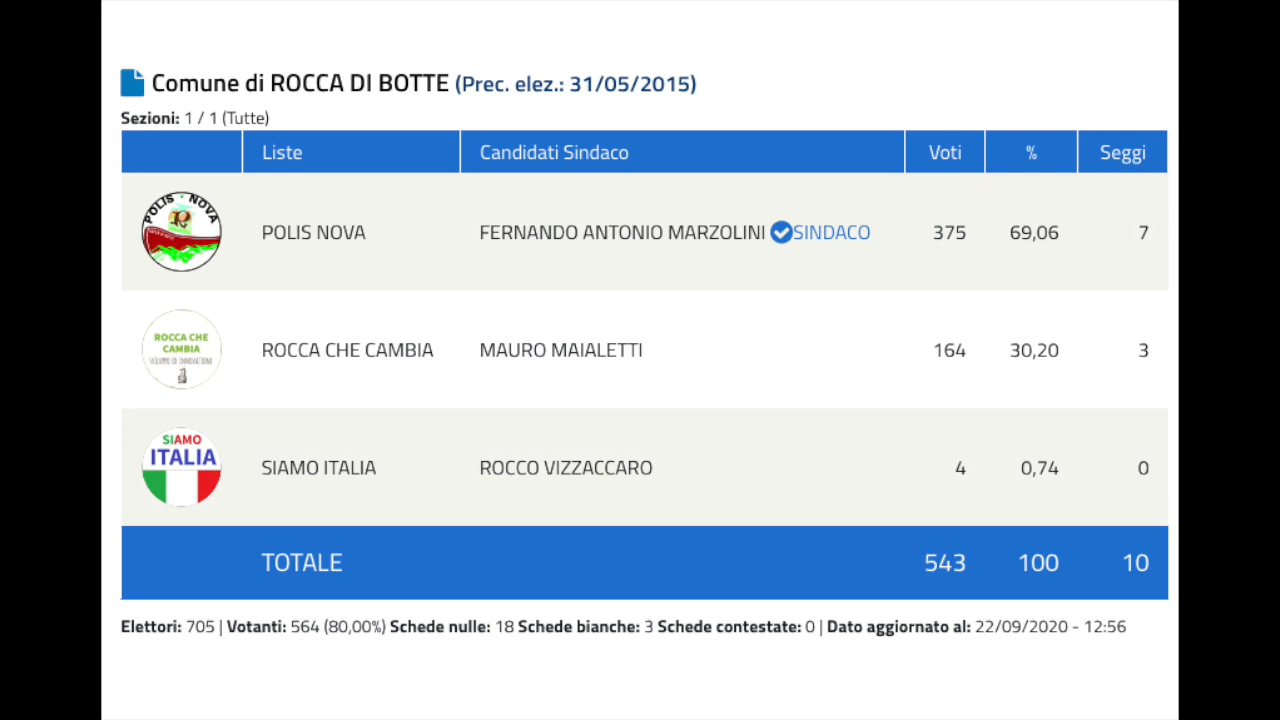 Comune di ROCCA DI BOTTE (Prec. elez.: 31/05/2015)
Sezioni: 1 / 1 (Tutte)
Liste Candidati Sindaco Voti % Seggi
POLIS NOVA
POLIS NOVA FERNANDO ANTONIO MARZOLINI SINDACO 375 69,06 7
ROCCA CHE
CAMBIA
ROCCA CHE CAMBIA MAURO MAIALETTI 164 30,20 3
SIAMO
ITALIA
SIAMO ITALIA ROCCO VIZZACCARO 4 0,74 0
TOTALE 543 100 10
Elettori: 705 | Votanti: 564 (80,00%) Schede nulle: 18 Schede bianche: 3 Schede contestate: 0 | Dato aggiornato al: 22/09/2020 - 12:56